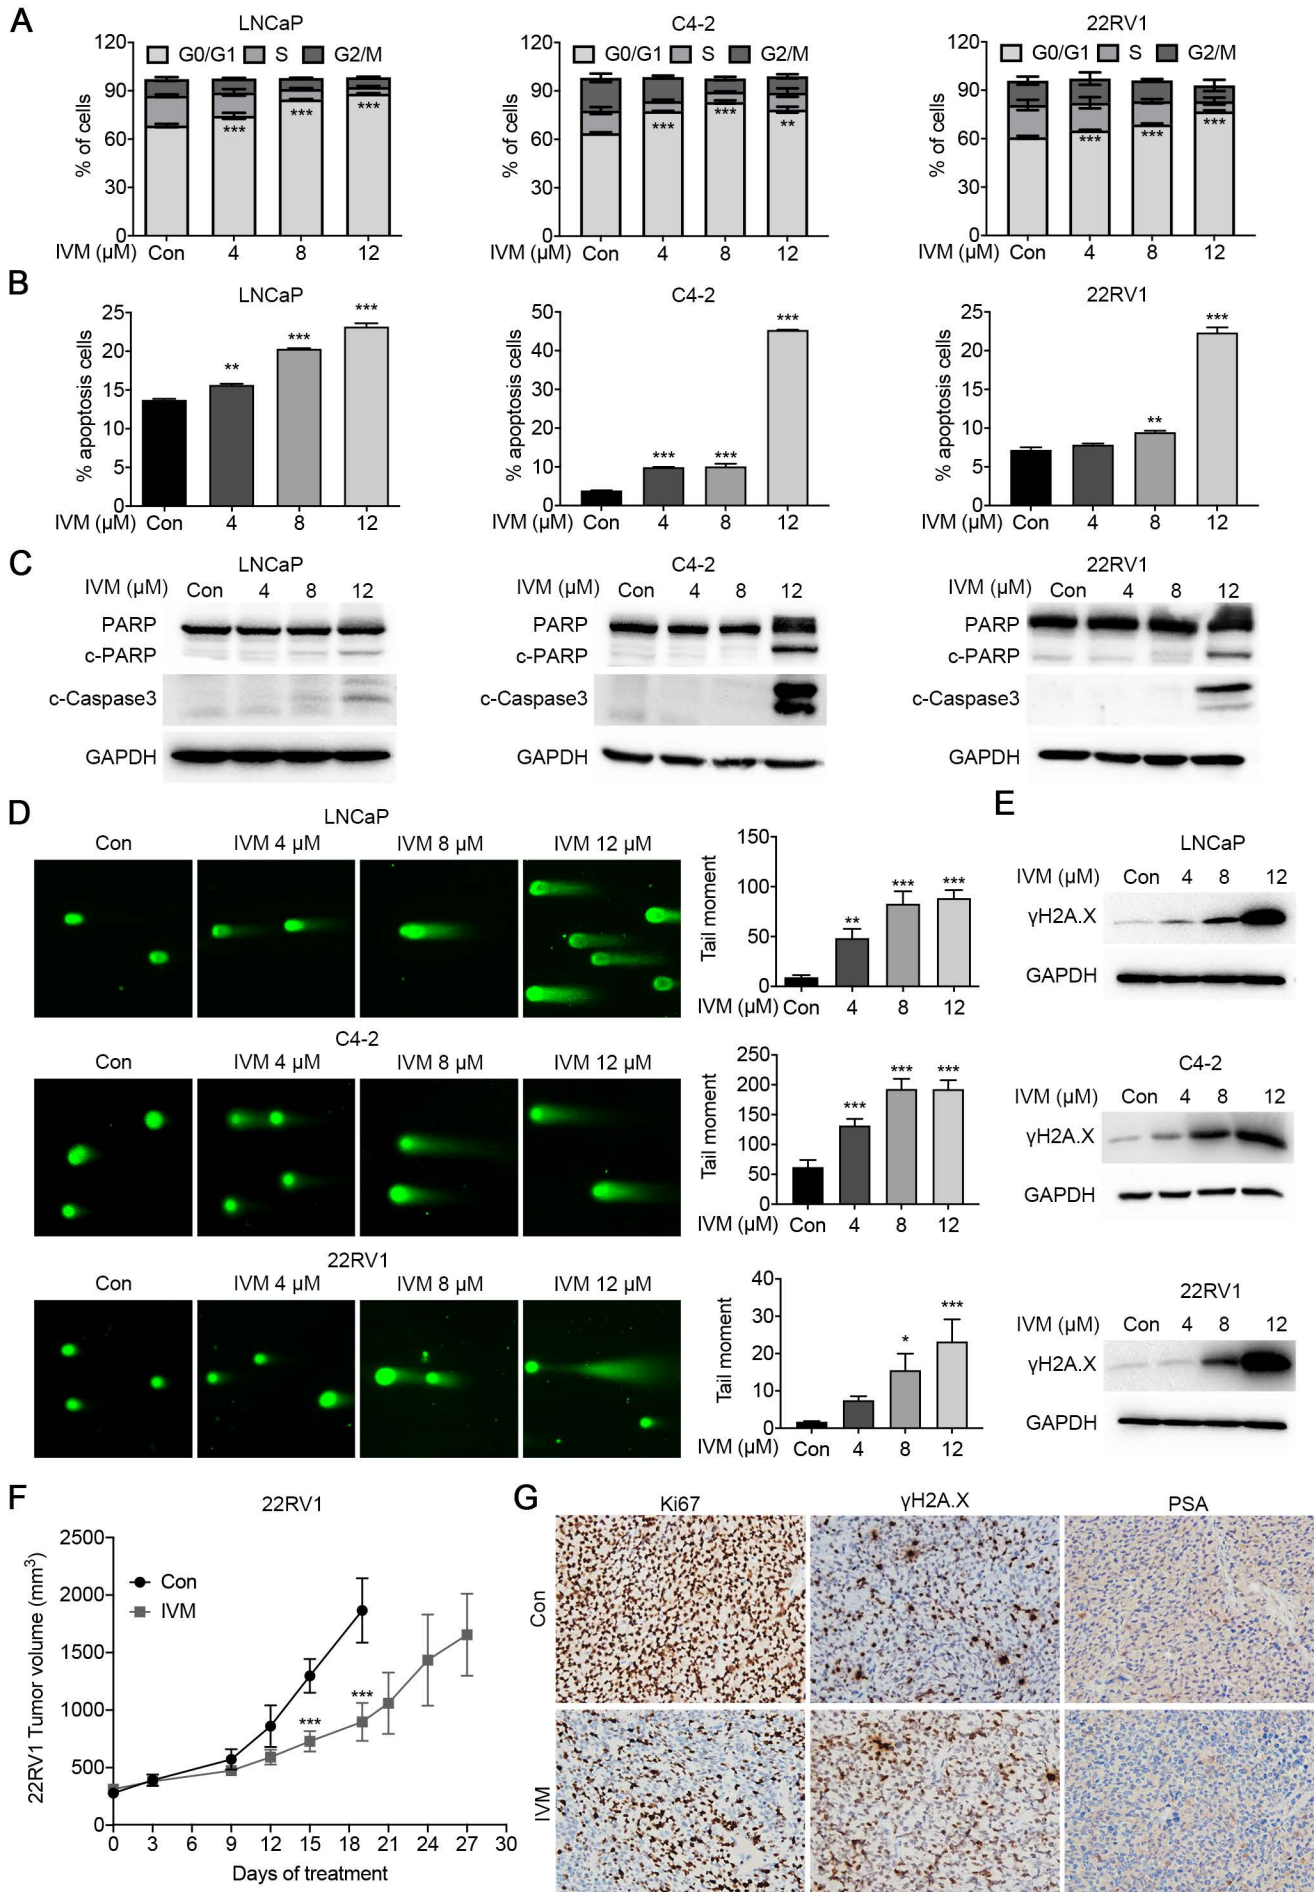 A
LNCaP
C4-2
22RV1
G0/G1 S G2/M
G0/G1 S G2/M
G0/G1 S G2/M
% of cells
120
90
60
30
0
*** *** ***
IVM (µM) Con 4 8 12
% of cells
120
90
60
30
0
*** *** **
IVM (µM) Con 4 8 12
% of cells
120
90
60
30
0
*** *** ***
IVM (µM) Con 4 8 12
B
LNCaP
C4-2
22RV1
% apoptosis cells
25
20
15
10
5
0
** *** ***
IVM (µM) Con 4 8 12
% apoptosis cells
50
40
30
20
10
0
*** *** ***
IVM (µM) Con 4 8 12
% apoptosis cells
25
20
15
10
5
0
** ***
IVM (µM) Con 4 8 12
C
LNCaP
IVM (µM) Con 4 8 12
PARP
c-PARP
c-Caspase3
GAPDH
C4-2
IVM (µM) Con 4 8 12
PARP
c-PARP
c-Caspase3
GAPDH
22RV1
IVM (µM) Con 4 8 12
PARP
c-PARP
c-Caspase3
GAPDH
D
LNCaP
Con IVM 4 µM IVM 8 µM IVM 12 µM
Tail moment
150
100
50
0
** *** ***
IVM (µM) Con 4 8 12
C4-2
Con IVM 4 µM IVM 8 µM IVM 12 µM
Tail moment
250
200
150
100
50
0
*** *** ***
IVM (µM) Con 4 8 12
22RV1
Con IVM 4 µM IVM 8 µM IVM 12 µM
Tail moment
40
30
20
10
0
* ***
IVM (µM) Con 4 8 12
E
LNCaP
IVM (µM) Con 4 8 12
γH2A.X
GAPDH
C4-2
IVM (µM) Con 4 8 12
γH2A.X
GAPDH
22RV1
IVM (µM) Con 4 8 12
γH2A.X
GAPDH
F
22RV1
22RV1 Tumor volume (mm³)
2500
2000
1500
1000
500
0
Con
IVM
*** ***
0 3 6 9 12 15 18 21 24 27 30
Days of treatment
G
Ki67 γH2A.X PSA
Con
IVM